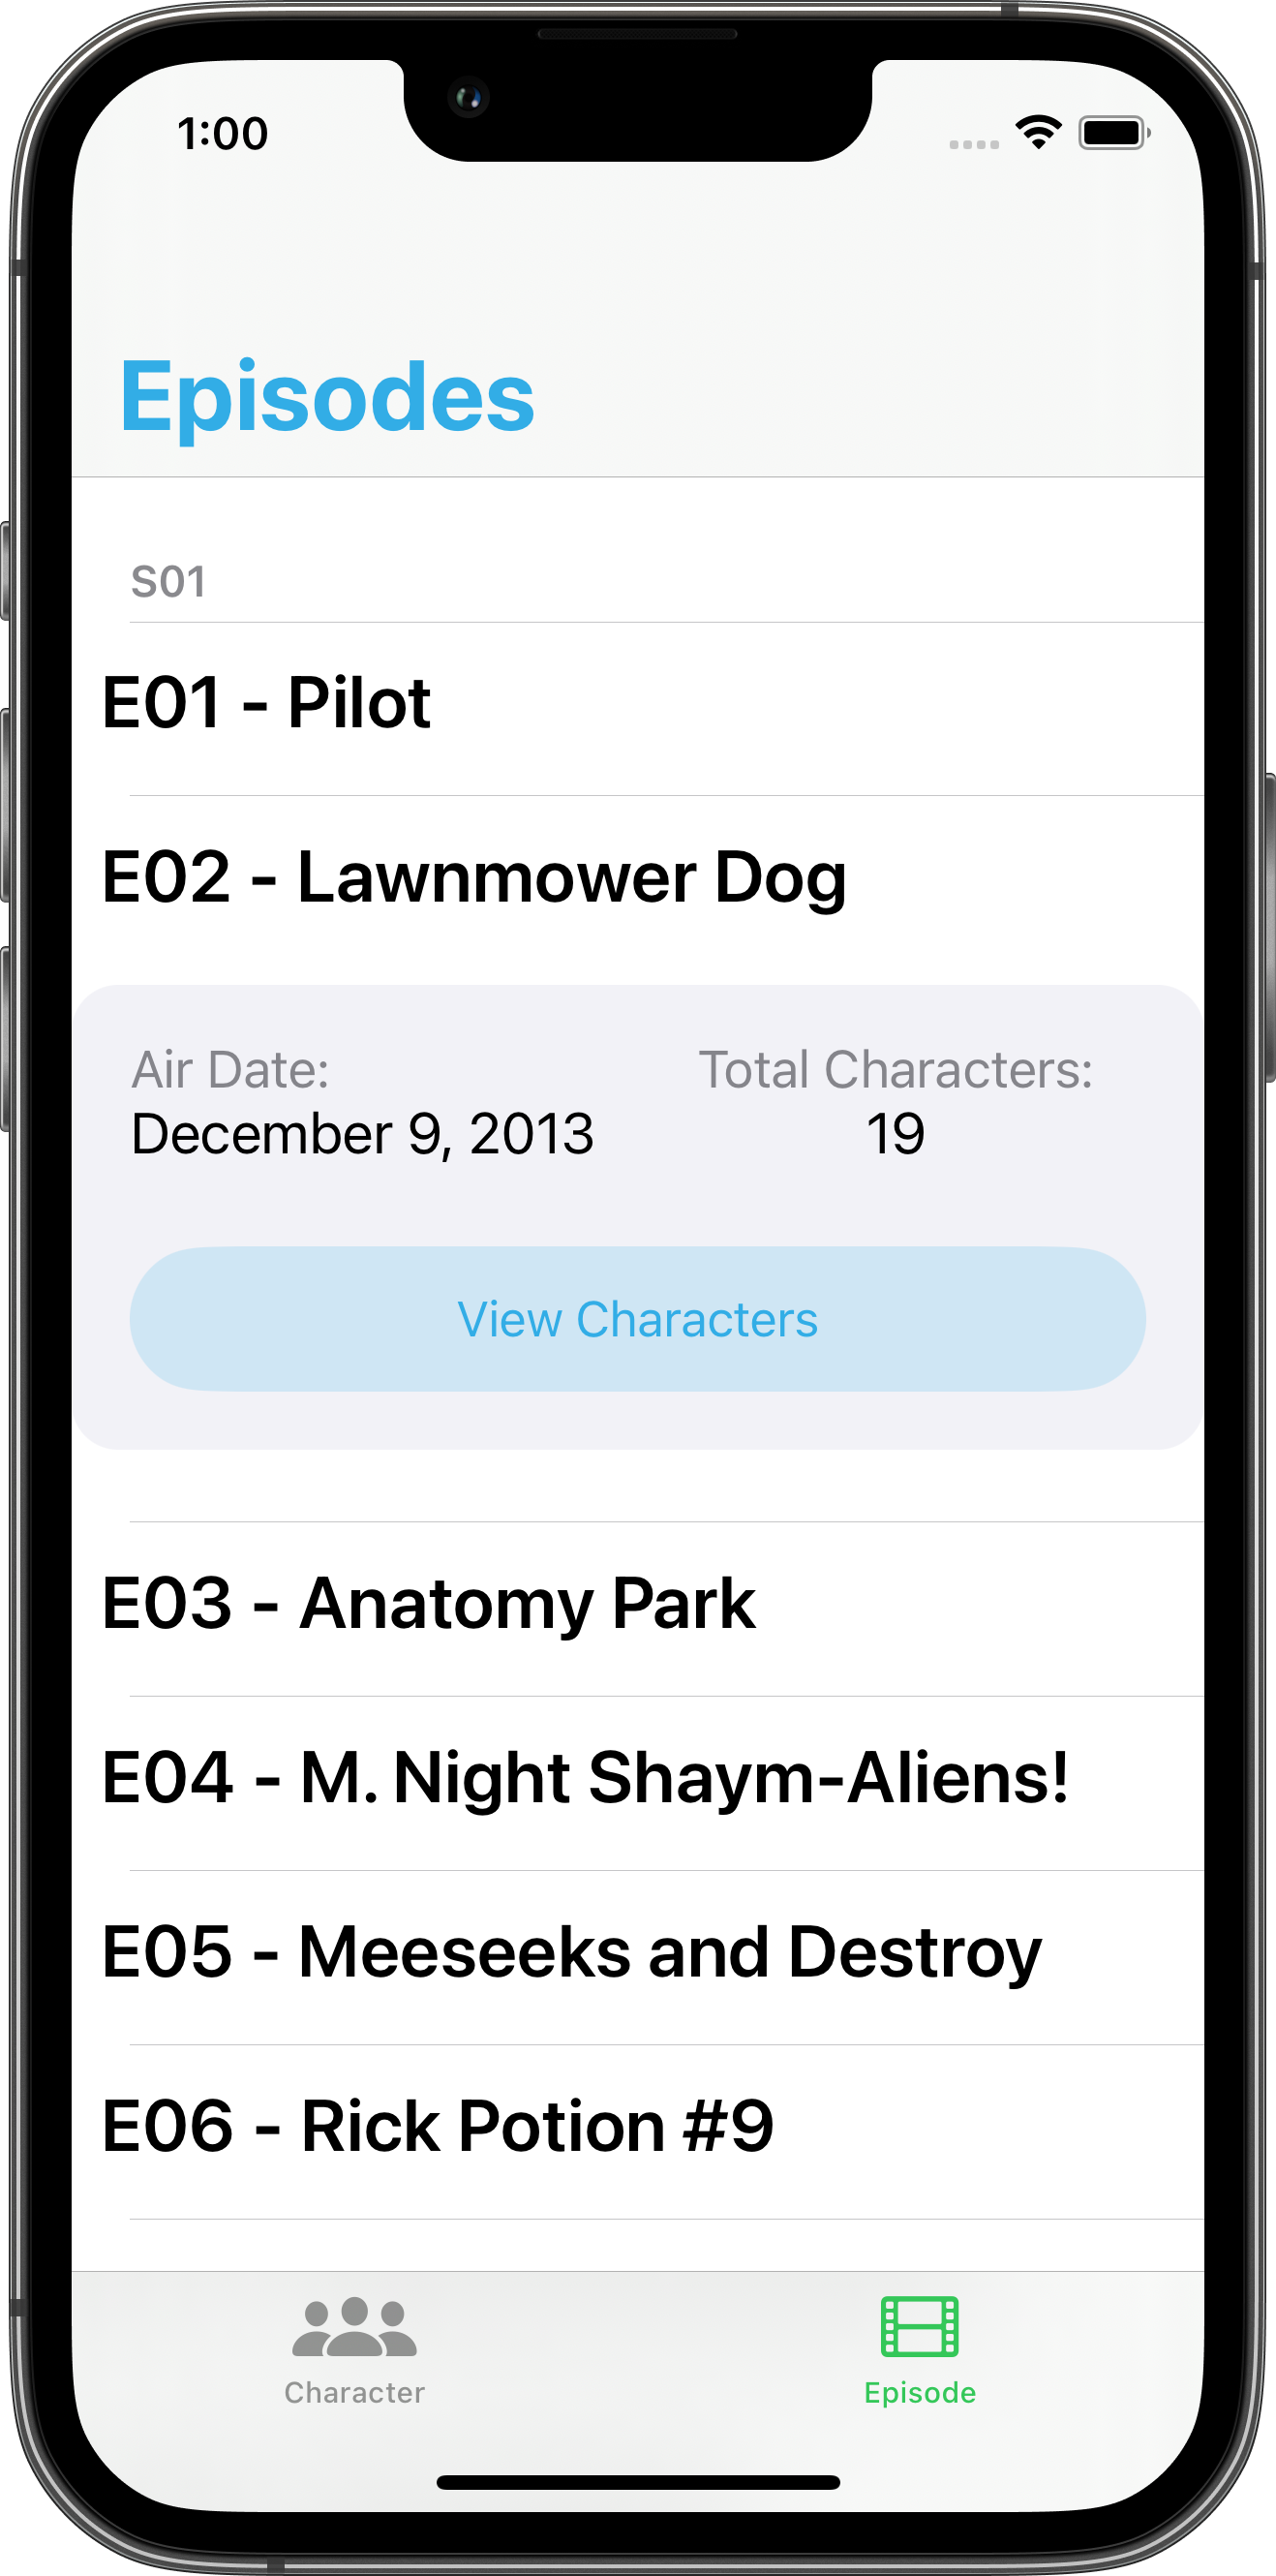 1:00
Episodes
S01
E01 - Pilot
E02 - Lawnmower Dog
Air Date:
December 9, 2013
Total Characters:
19
View Characters
E03 - Anatomy Park
E04 - M. Night Shaym-Aliens!
E05 - Meeseeks and Destroy
E06 - Rick Potion #9
Character
Episode